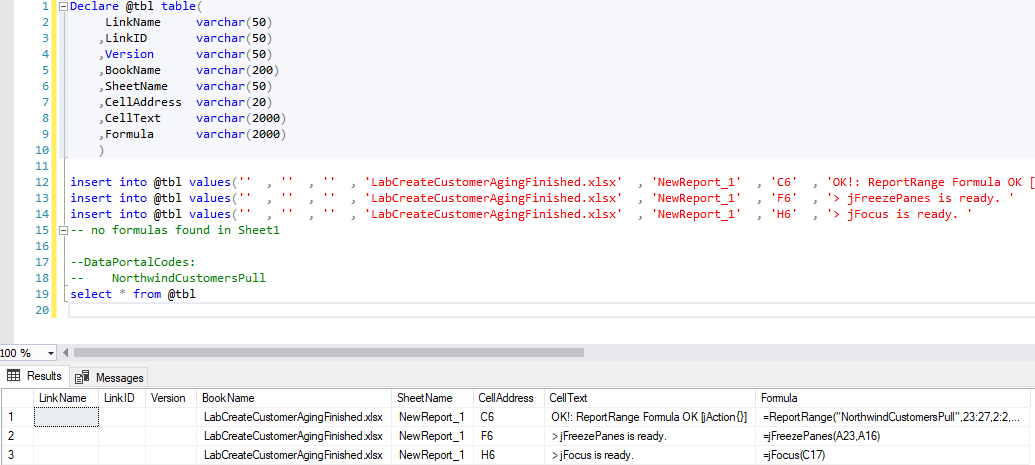 1 Declare @tbl table(
2 LinkName varchar(50)
3 ,LinkID varchar(50)
4 ,Version varchar(50)
5 ,BookName varchar(200)
6 ,SheetName varchar(50)
7 ,CellAddress varchar(20)
8 ,CellText varchar(2000)
9 ,Formula varchar(2000)
10 )
11
12 insert into @tbl values('' , '' , '' , 'LabCreateCustomerAgingFinished.xlsx' , 'NewReport_1' , 'C6' , 'OK!: ReportRange Formula OK [
13 insert into @tbl values('' , '' , '' , 'LabCreateCustomerAgingFinished.xlsx' , 'NewReport_1' , 'F6' , '> jFreezePanes is ready. '
14 insert into @tbl values('' , '' , '' , 'LabCreateCustomerAgingFinished.xlsx' , 'NewReport_1' , 'H6' , '> jFocus is ready. '
15 -- no formulas found in Sheet1
16
17 --DataPortalCodes:
18 -- NorthwindCustomersPull
19 select * from @tbl
20
100 %
Results Messages
LinkName LinkID Version BookName SheetName CellAddress CellText Formula
1 LabCreateCustomerAgingFinished.xlsx NewReport_1 C6 OK!: ReportRange Formula OK [jAction{}] =ReportRange("NorthwindCustomersPull",23:27,2:2,...
2 LabCreateCustomerAgingFinished.xlsx NewReport_1 F6 > jFreezePanes is ready. =jFreezePanes(A23,A16)
3 LabCreateCustomerAgingFinished.xlsx NewReport_1 H6 > jFocus is ready. =jFocus(C17)